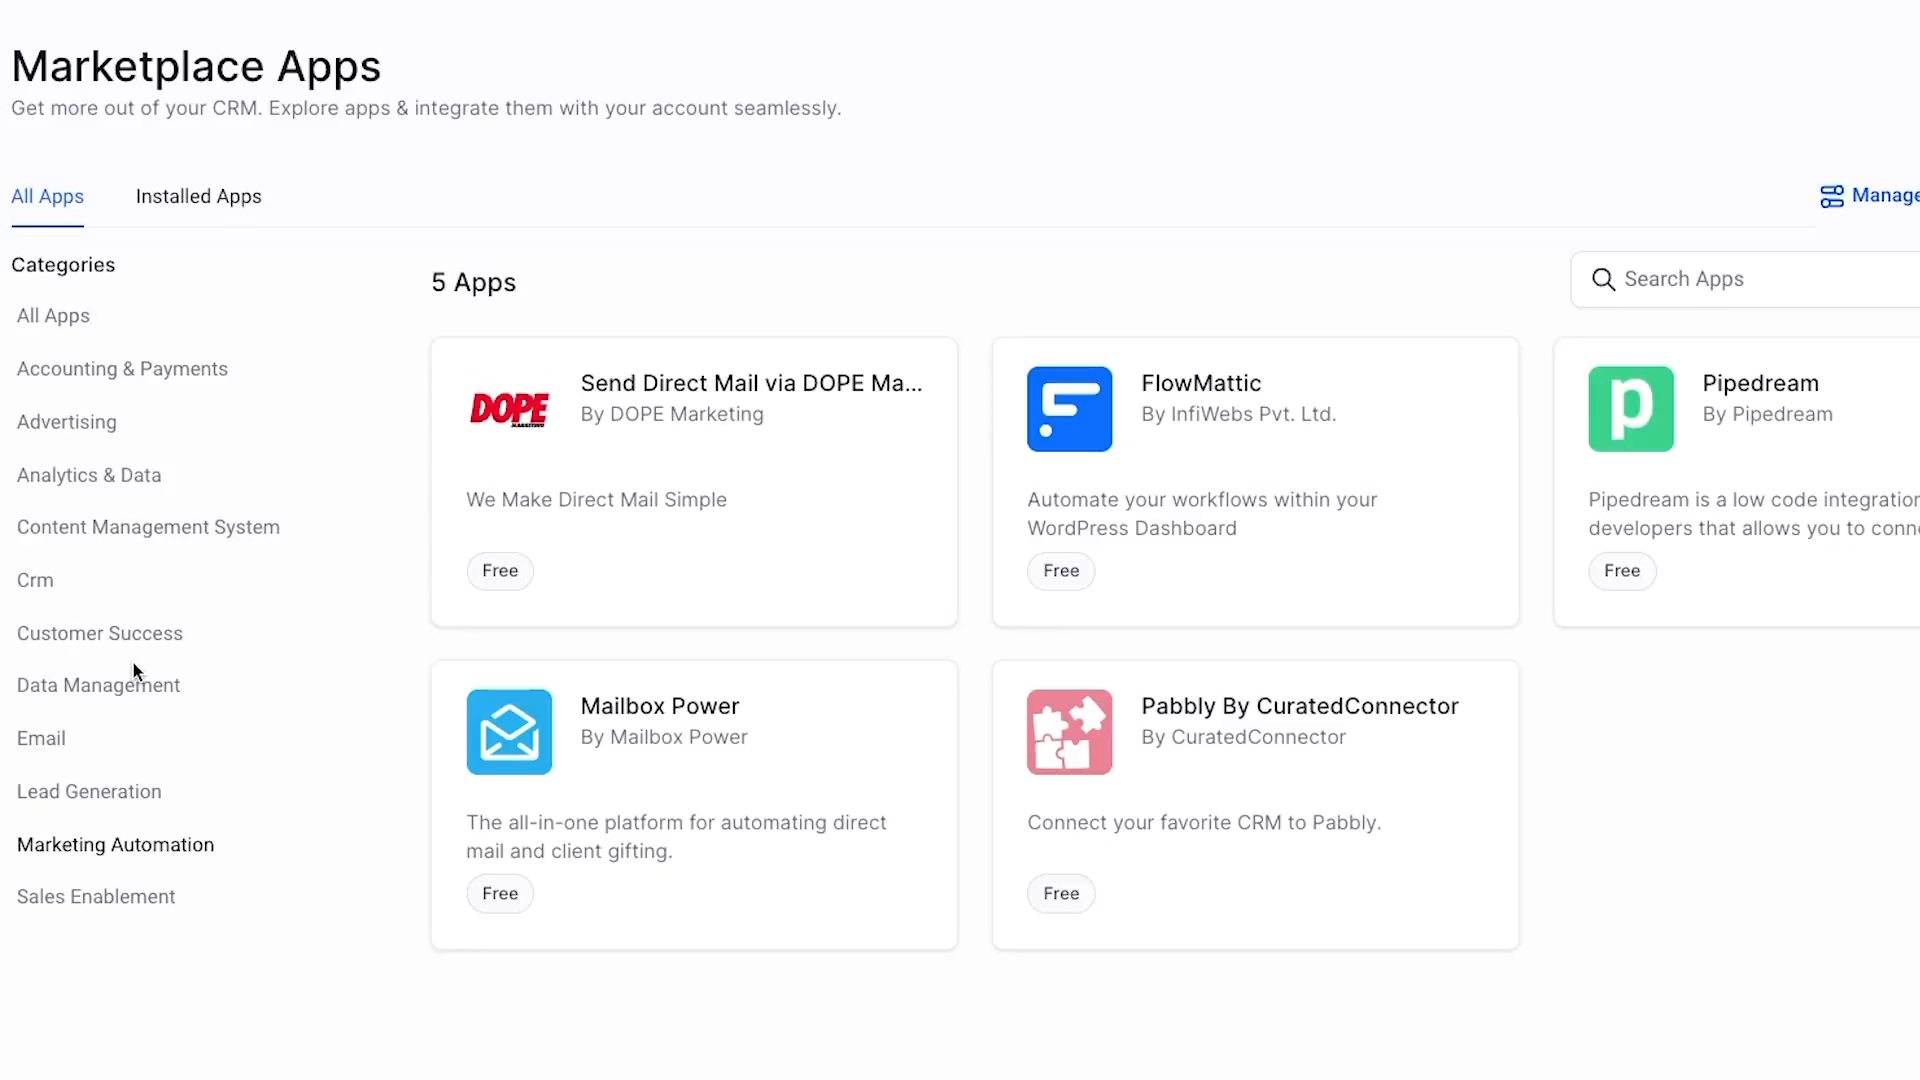 Marketplace Apps
Get more out of your CRM. Explore apps & integrate them with your account seamlessly.
All Apps
Installed Apps
Manage
Categories
All Apps
Accounting & Payments
Advertising
Analytics & Data
Content Management System
Crm
Customer Success
Data Management
Email
Lead Generation
Marketing Automation
Sales Enablement
5 Apps
Search Apps
DOPE
MARKETING
Send Direct Mail via DOPE Ma...
By DOPE Marketing
We Make Direct Mail Simple
Free
FlowMattic
By InfiWebs Pvt. Ltd.
Automate your workflows within your
WordPress Dashboard
Free
p
Pipedream
By Pipedream
Pipedream is a low code integration
developers that allows you to conn
Free
Mailbox Power
By Mailbox Power
The all-in-one platform for automating direct
mail and client gifting.
Free
Pabbly By CuratedConnector
By CuratedConnector
Connect your favorite CRM to Pabbly.
Free